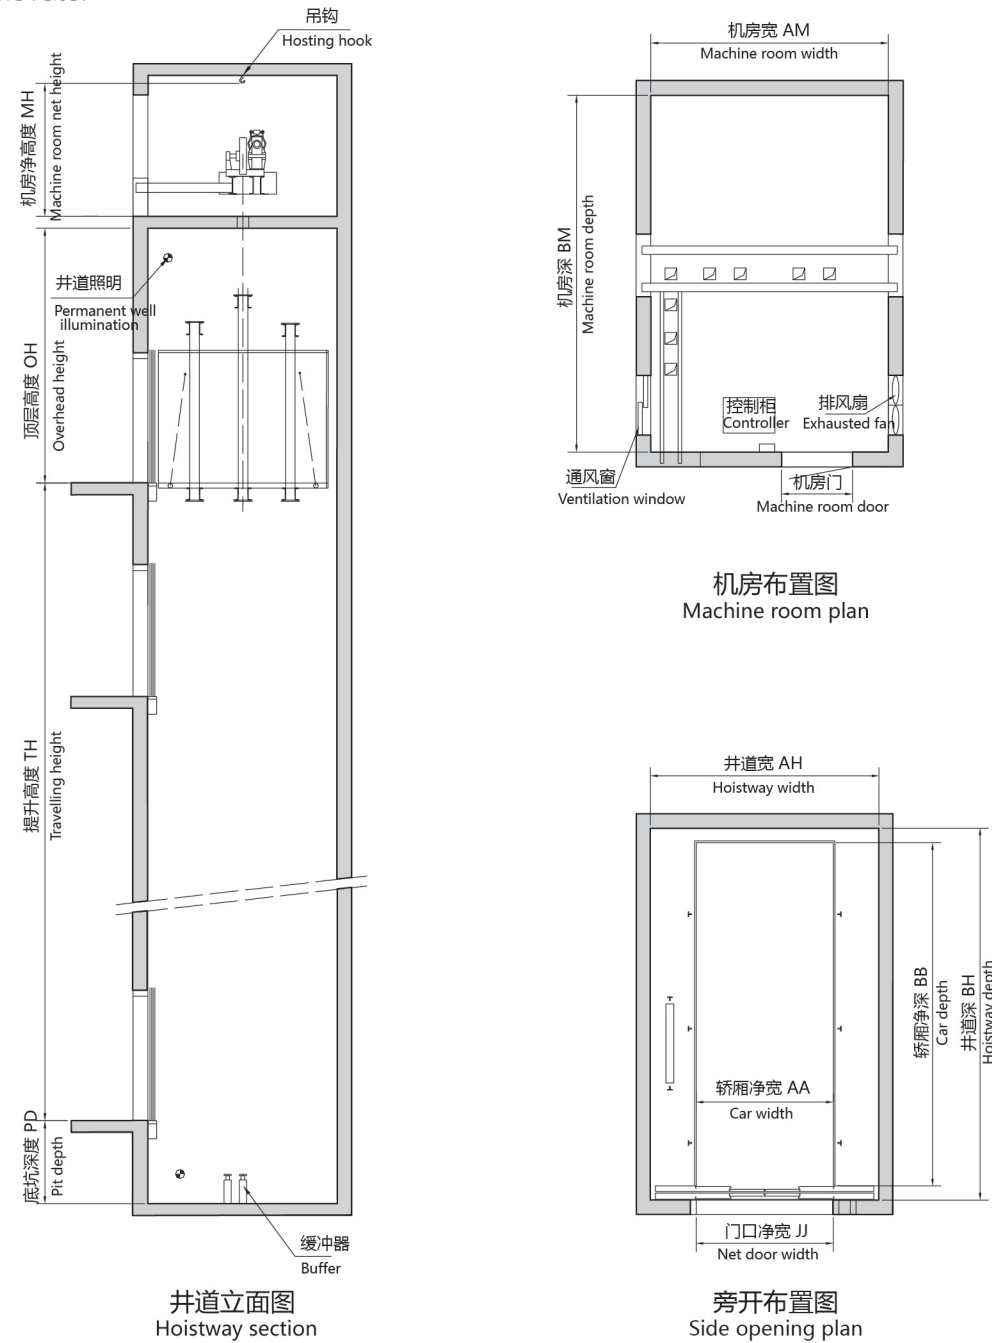 吊钩
Hosting hook
机房净高度 MH
Machine room net height
井道照明
Permanent well
illumination
顶层高度 OH
Overhead height
提升高度 TH
Travelling height
底坑深度 PD
Pit depth
缓冲器
Buffer
井道立面图
Hoistway section
机房宽 AM
Machine room width
机房深 BM
Machine room depth
控制柜
Controller
排风扇
Exhausted fan
通风窗
Ventilation window
机房门
Machine room door
机房布置图
Machine room plan
井道宽 AH
Hoistway width
轿厢净深 BB
Car depth
井道深 BH
Hoistway depth
轿厢净宽 AA
Car width
门口净宽 JJ
Net door width
旁开布置图
Side opening plan